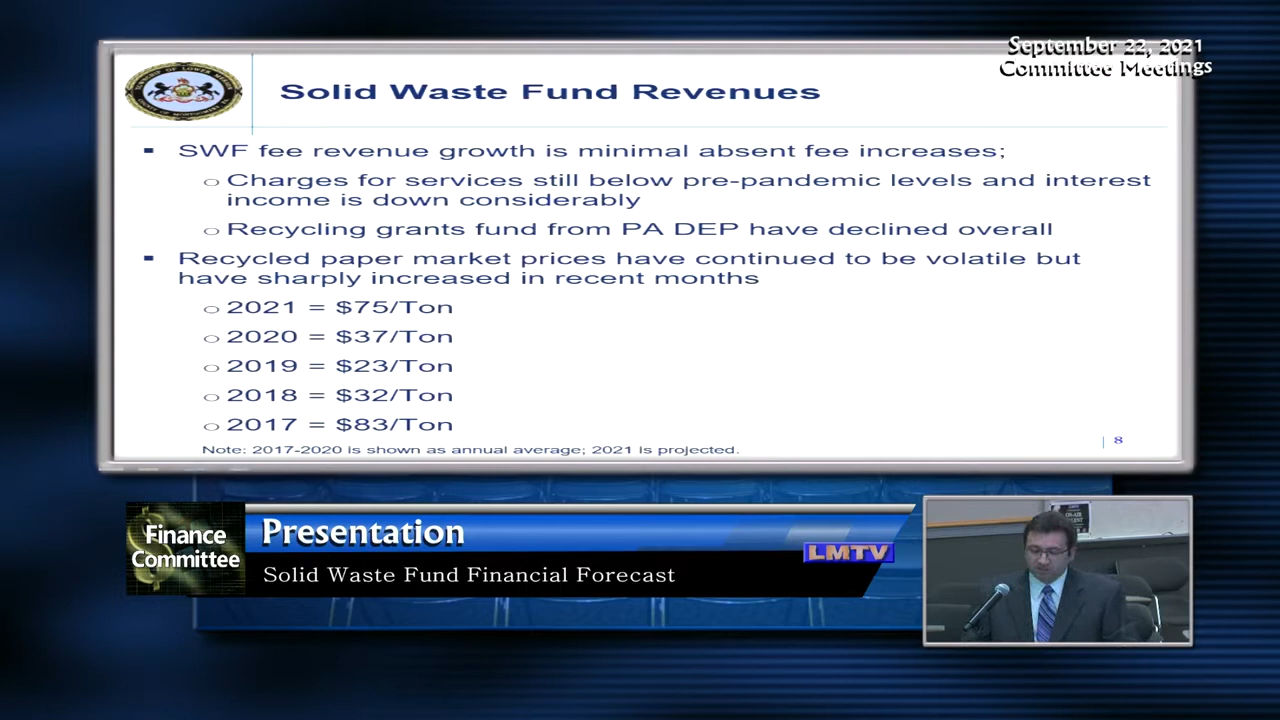 September 22, 2021
Committee Meetings
Solid Waste Fund Revenues
▪ SWF fee revenue growth is minimal absent fee increases;
o Charges for services still below pre-pandemic levels and interest
income is down considerably
o Recycling grants fund from PA DEP have declined overall
▪ Recycled paper market prices have continued to be volatile but
have sharply increased in recent months
o 2021 = $75/Ton
o 2020 = $37/Ton
o 2019 = $23/Ton
o 2018 = $32/Ton
o 2017 = $83/Ton
Note: 2017-2020 is shown as annual average; 2021 is projected.
8
Finance
Committee
Presentation
LMTV
Solid Waste Fund Financial Forecast